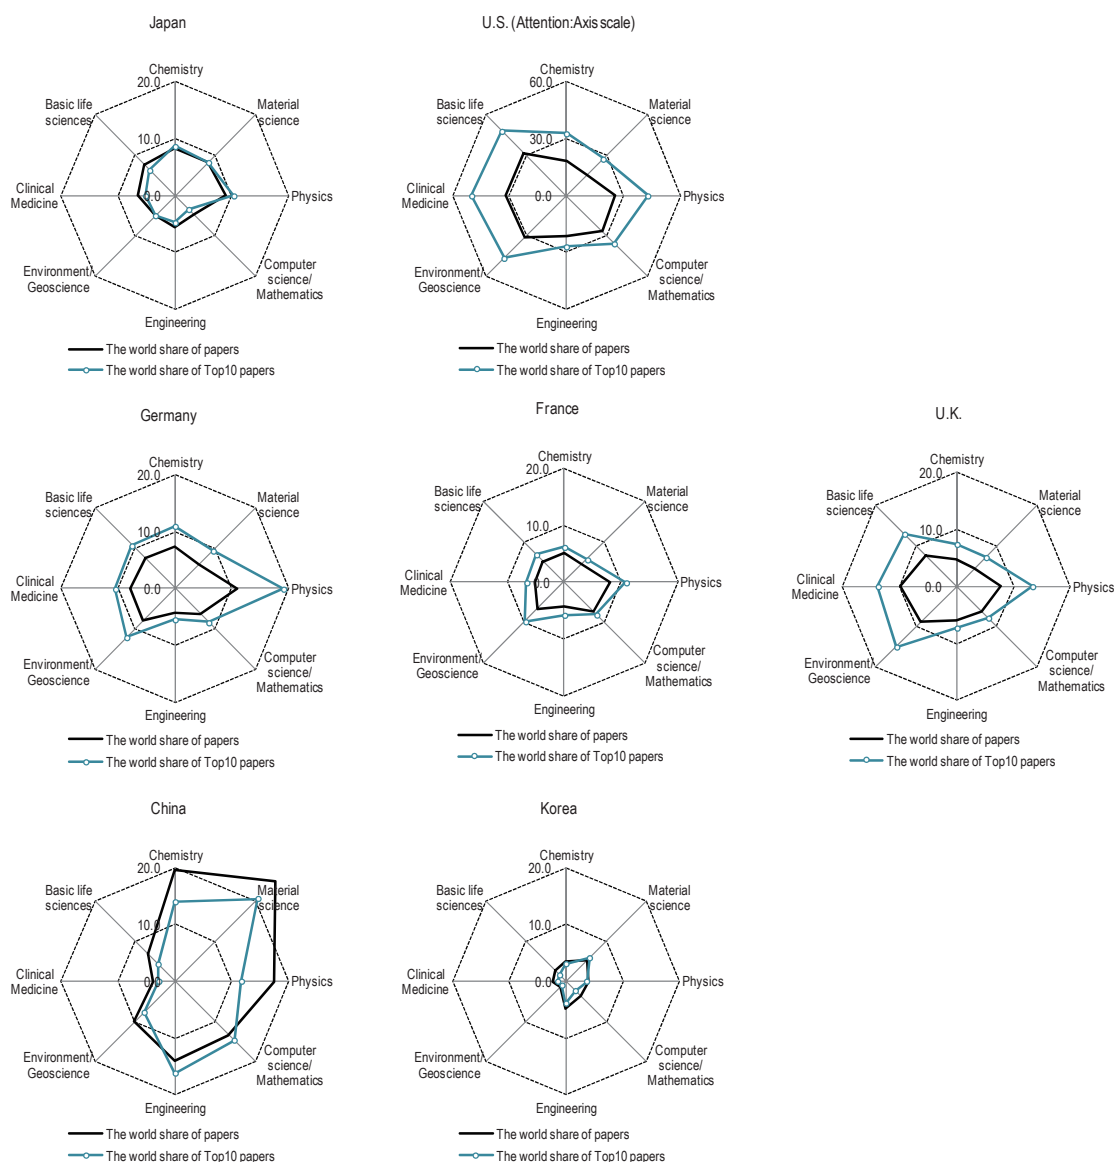 Japan
Chemistry
20.0
Basic life
sciences
Material
science
10.0
Clinical
Medicine
0.0
Physics
Environment/
Geoscience
Computer
science/
Mathematics
Engineering
The world share of papers
The world share of Top10 papers
U.S. (Attention:Axis scale)
Chemistry
60.0
Basic life
sciences
Material
science
30.0
Clinical
Medicine
0.0
Physics
Environment/
Geoscience
Computer
science/
Mathematics
Engineering
The world share of papers
The world share of Top10 papers
Germany
Chemistry
20.0
Basic life
sciences
Material
science
10.0
Clinical
Medicine
0.0
Physics
Environment/
Geoscience
Computer
science/
Mathematics
Engineering
The world share of papers
The world share of Top10 papers
France
Chemistry
20.0
Basic life
sciences
Material
science
10.0
Clinical
Medicine
0.0
Physics
Environment/
Geoscience
Computer
science/
Mathematics
Engineering
The world share of papers
The world share of Top10 papers
U.K.
Chemistry
20.0
Basic life
sciences
Material
science
10.0
Clinical
Medicine
0.0
Physics
Environment/
Geoscience
Computer
science/
Mathematics
Engineering
The world share of papers
The world share of Top10 papers
China
Chemistry
20.0
Basic life
sciences
Material
science
10.0
Clinical
Medicine
0.0
Physics
Environment/
Geoscience
Computer
science/
Mathematics
Engineering
The world share of papers
The world share of Top10 papers
Korea
Chemistry
20.0
Basic life
sciences
Material
science
10.0
Clinical
Medicine
0.0
Physics
Environment/
Geoscience
Computer
science/
Mathematics
Engineering
The world share of papers
The world share of Top10 papers